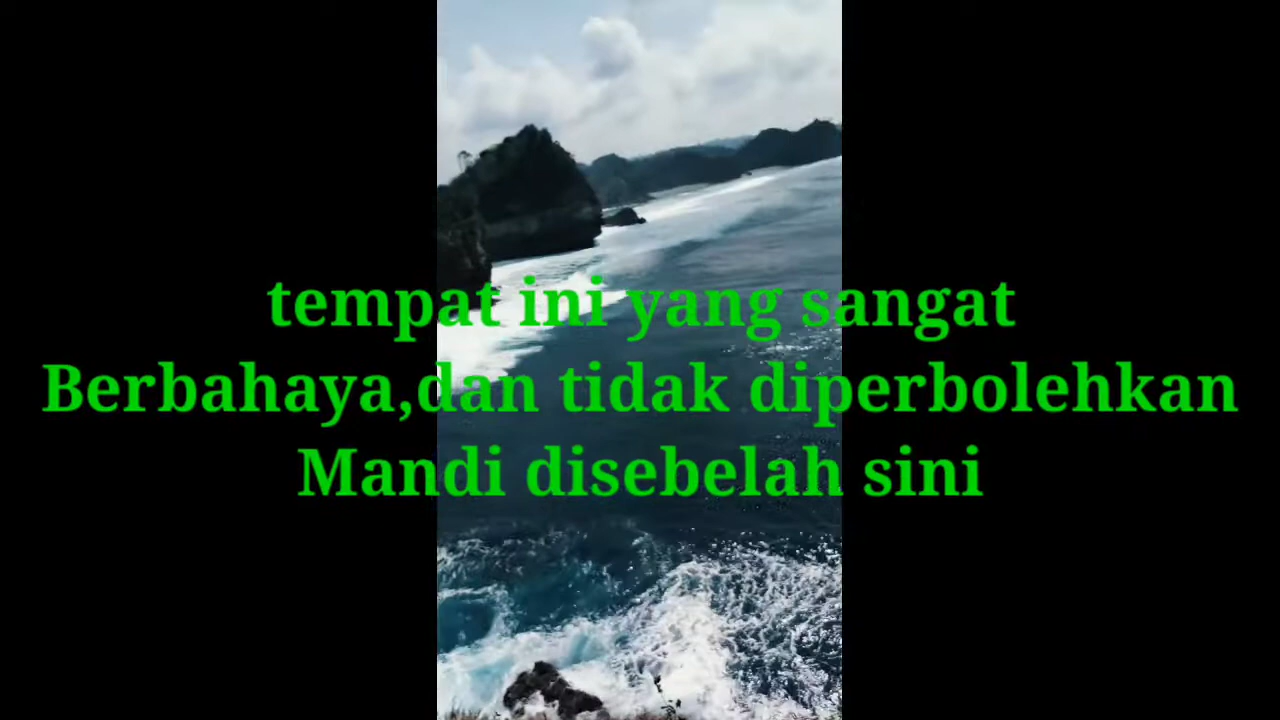 tempat ini yang sangat
Berbahaya,dan tidak diperbolehkan
Mandi disebelah sini